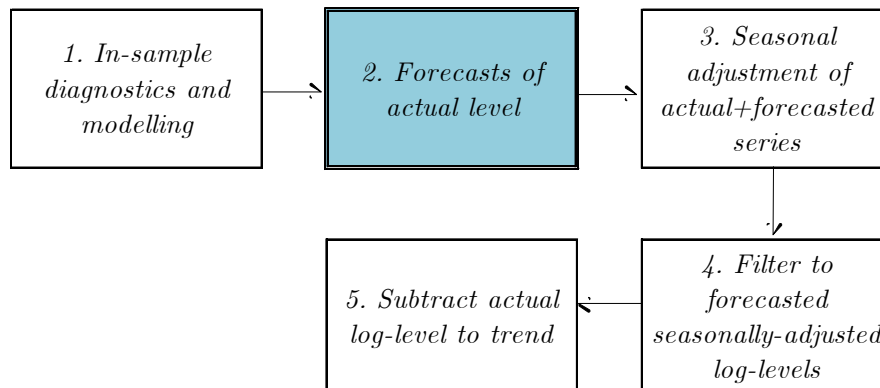 1. In-sample
diagnostics and
modelling
2. Forecasts of
actual level
3. Seasonal
adjustment of
actual+forecasted
series
4. Filter to
forecasted
seasonally-adjusted
log-levels
5. Subtract actual
log-level to trend